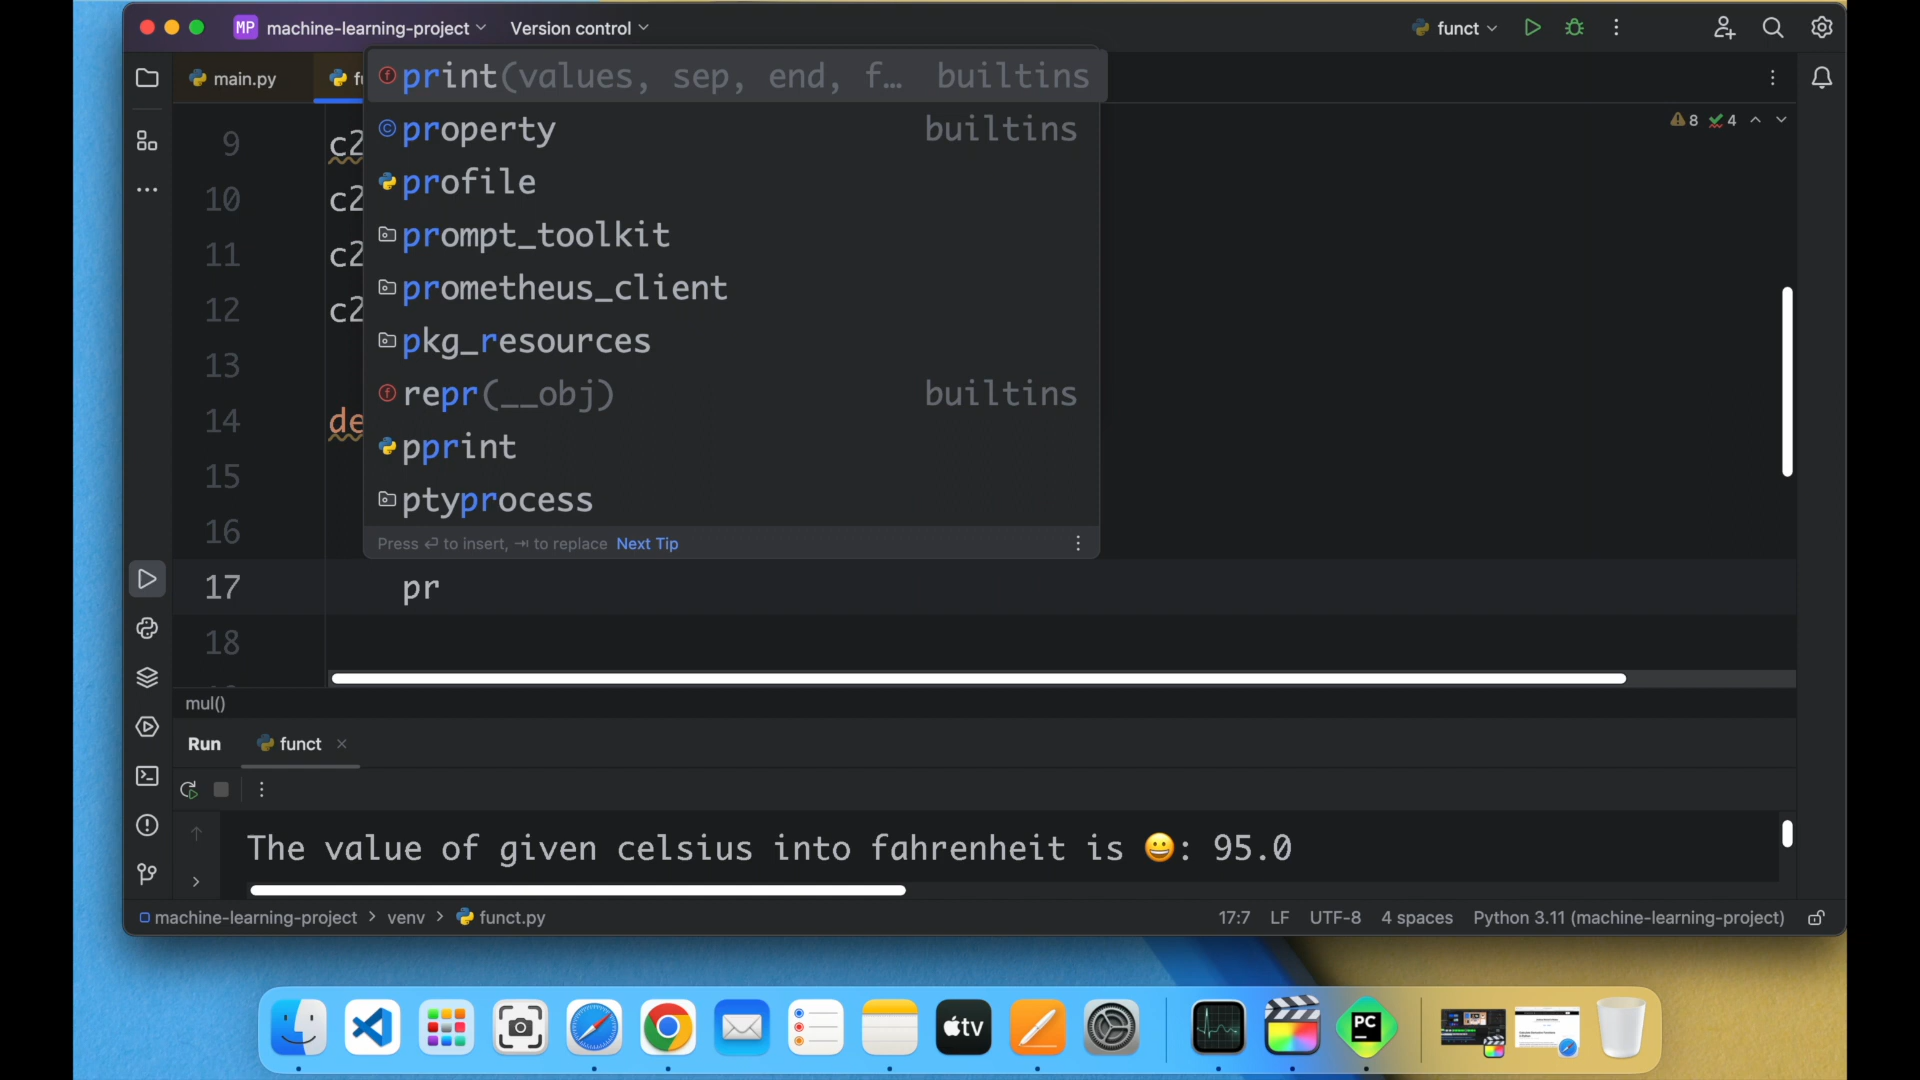 MP machine-learning-project Version control funct
main.py
print(values, sep, end, f… builtins
8 4
9 c2
property builtins
10 c2
profile
11 c2
prompt_toolkit
12 c2
prometheus_client
13
pkg_resources
14 de
repr(__obj) builtins
15
pprint
16
ptyprocess
Press ⏎ to insert, ⇥ to replace Next Tip
17 pr
18
mul()
Run funct
The value of given celsius into fahrenheit is 😀: 95.0
machine-learning-project > venv > funct.py 17:7 LF UTF-8 4 spaces Python 3.11 (machine-learning-project)
tv PC